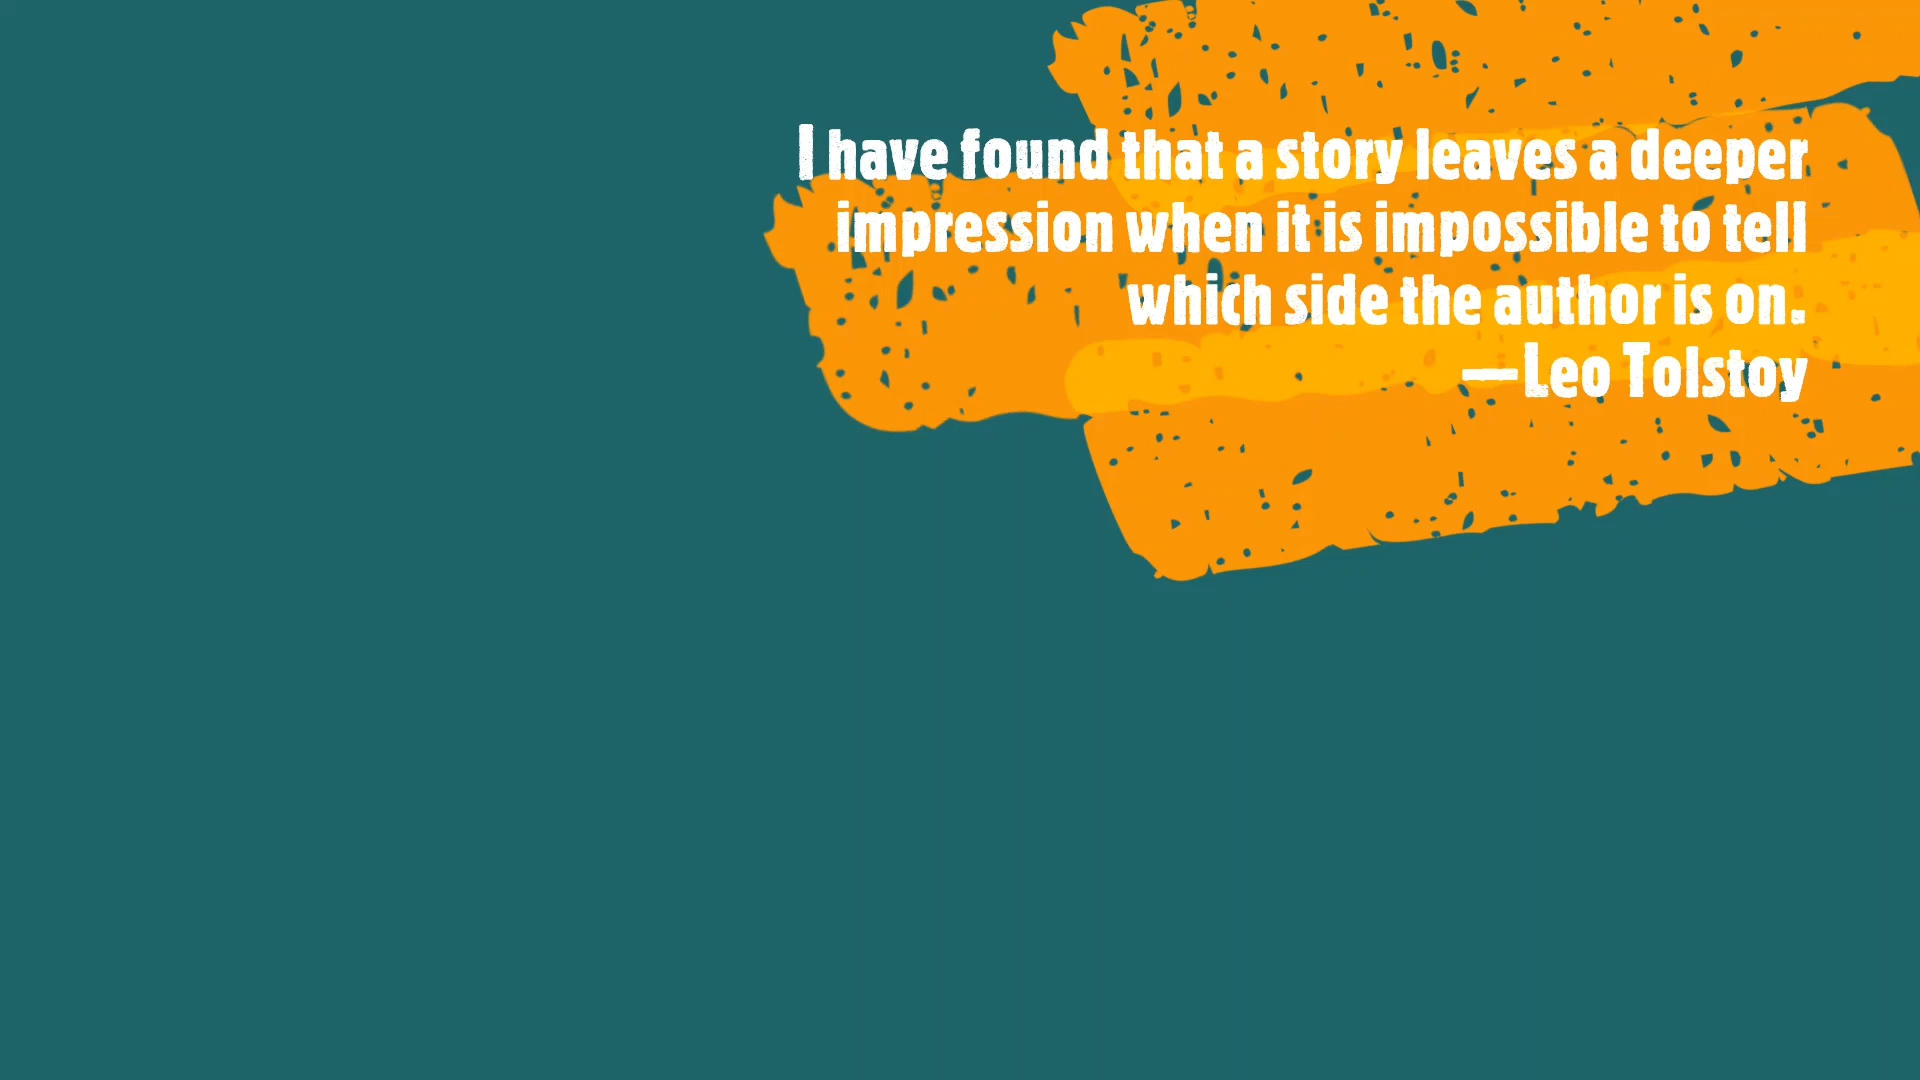 I have found that a story leaves a deeper
impression when it is impossible to tell
which side the author is on.
—Leo Tolstoy